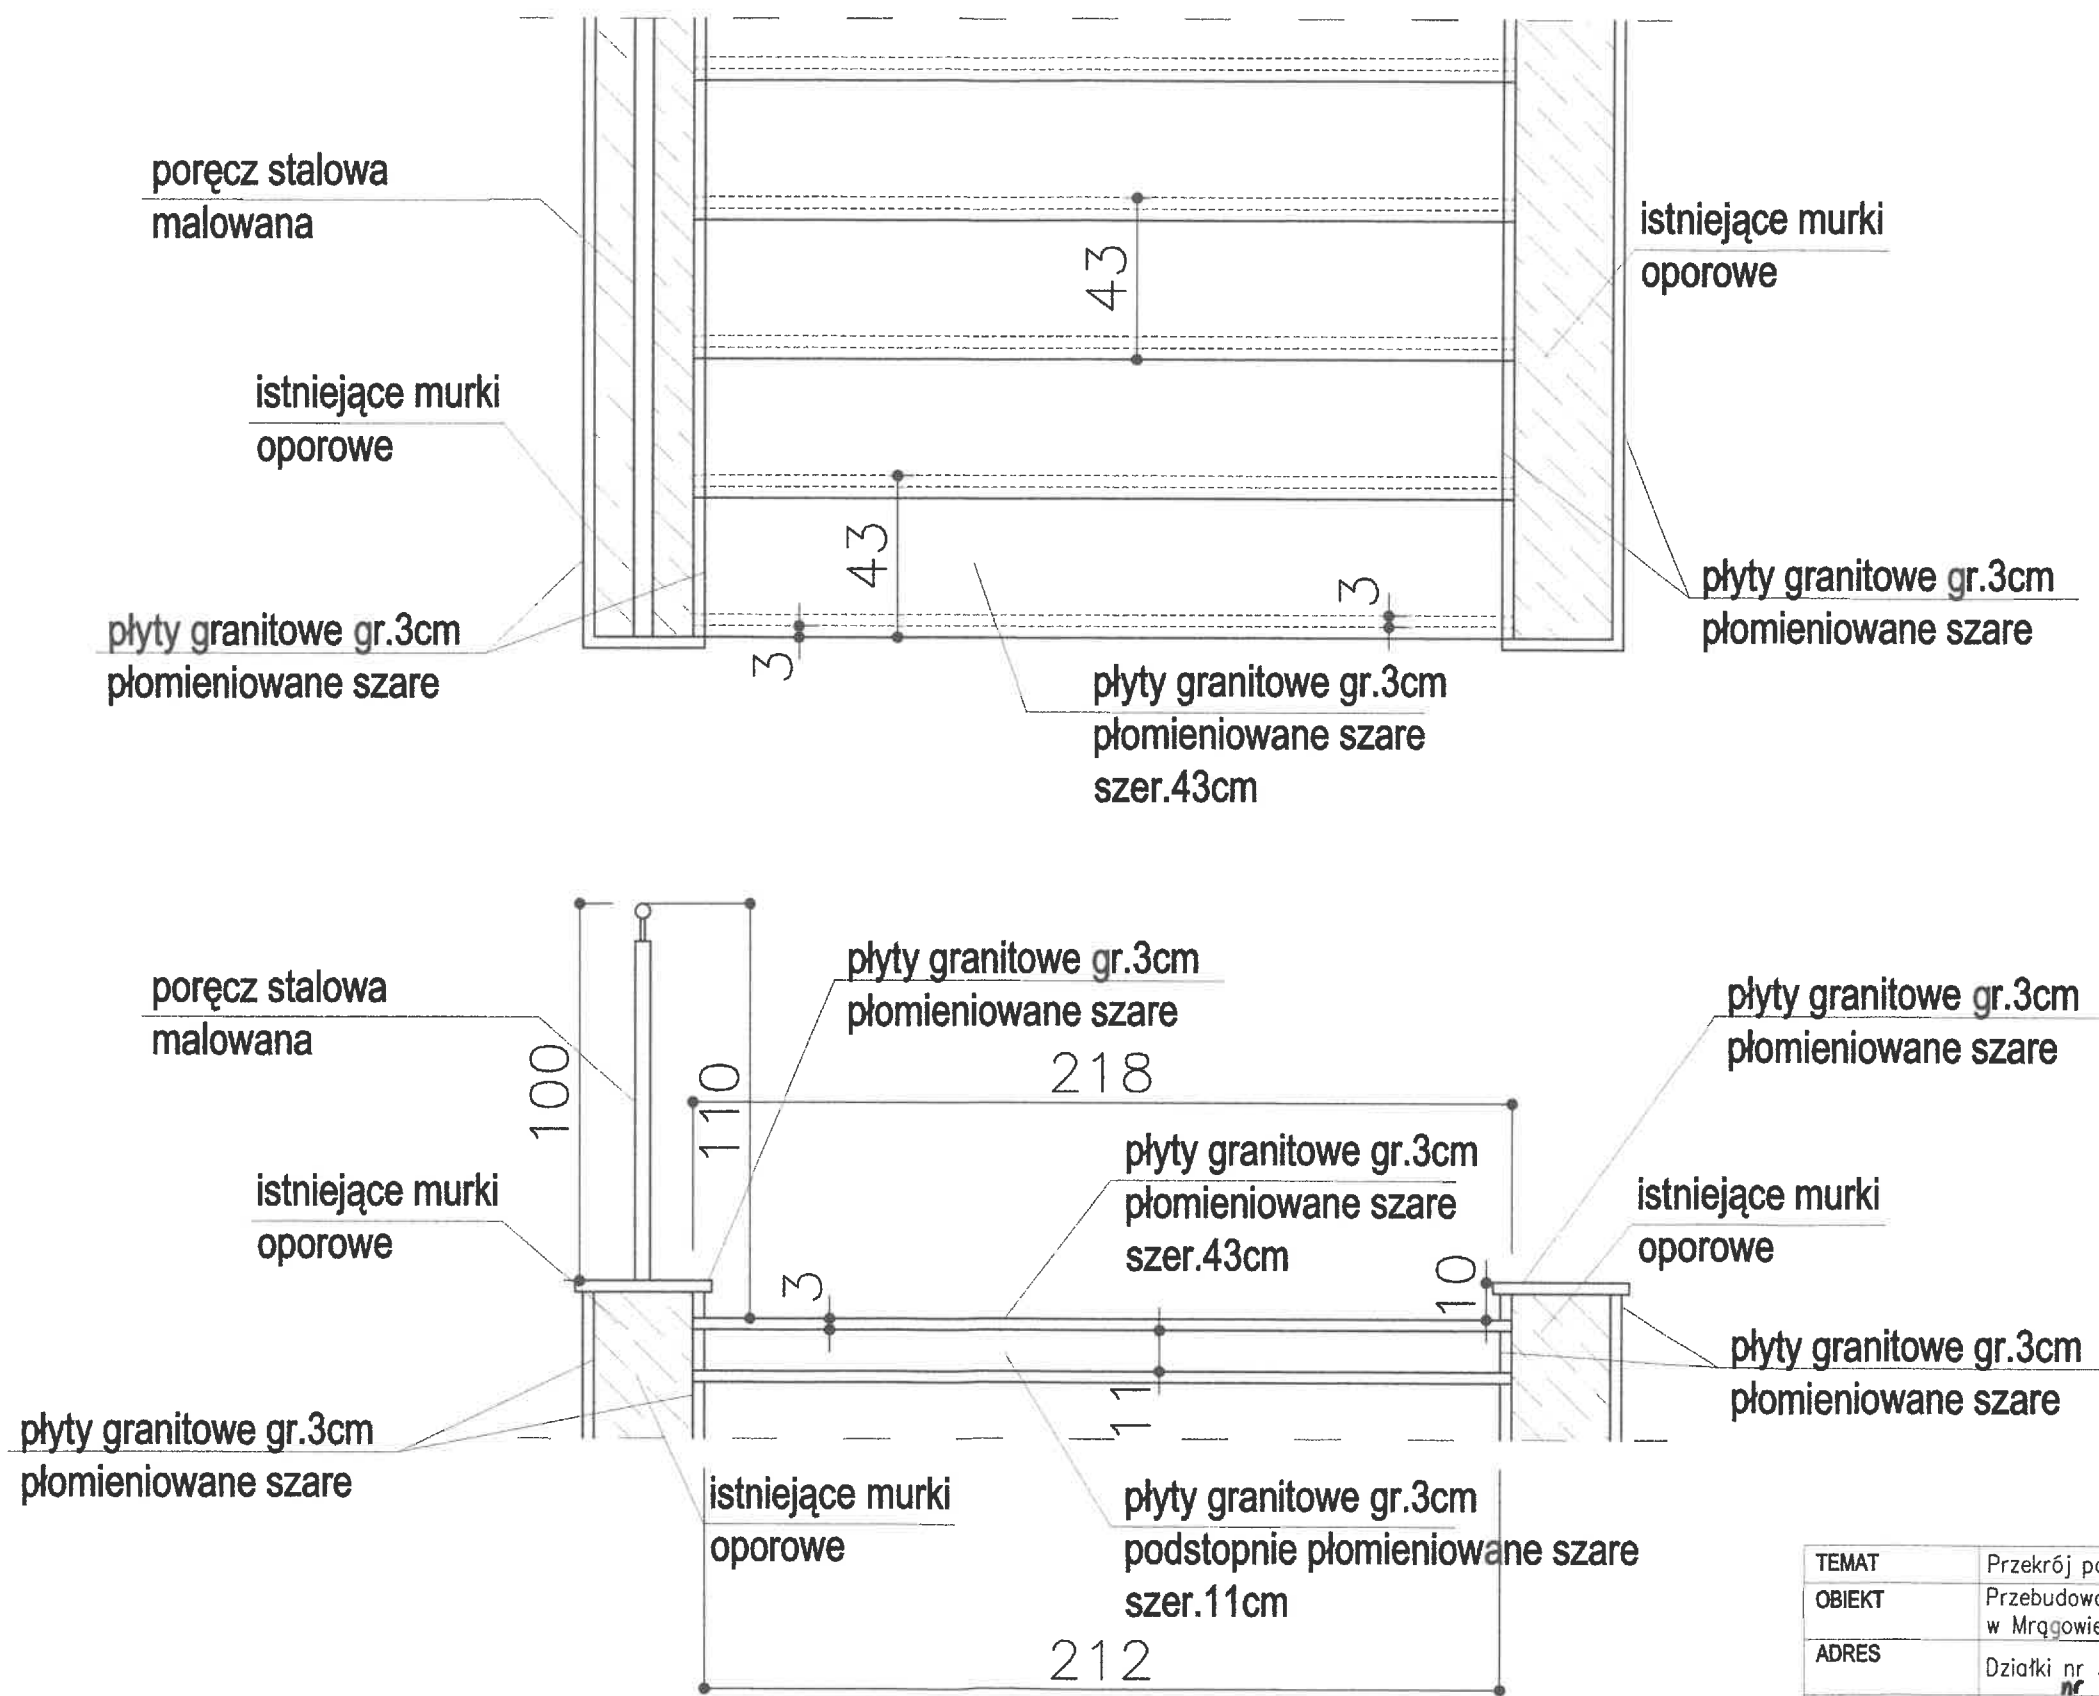 poręcz stalowa
malowana
istniejące murki
oporowe
43
istniejące murki
oporowe
43
3
płyty granitowe gr.3cm
płomieniowane szare
płyty granitowe gr.3cm
płomieniowane szare
3
płyty granitowe gr.3cm
płomieniowane szare
szer.43cm
poręcz stalowa
malowana
100
110
płyty granitowe gr.3cm
płomieniowane szare
218
płyty granitowe gr.3cm
płomieniowane szare
płyty granitowe gr.3cm
płomieniowane szare
szer.43cm
istniejące murki
oporowe
istniejące murki
oporowe
3
10
11
płyty granitowe gr.3cm
płomieniowane szare
płyty granitowe gr.3cm
płomieniowane szare
istniejące murki
oporowe
płyty granitowe gr.3cm
podstopnie płomieniowane szare
szer.11cm
212
TEMAT Przekrój
OBIEKT
w
ADRES Działki nr
nr